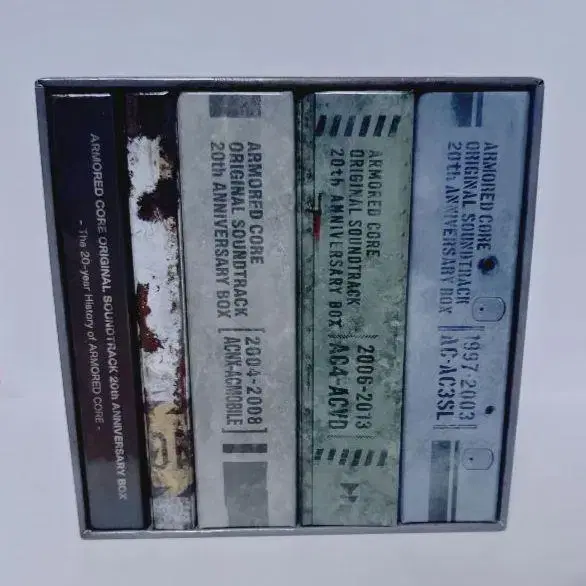 ARMORED CORE ORIGINAL SOUNDTRACK 20th ANNIVERSARY BOX
- The 20-year History of ARMORED CORE -
ARMORED CORE
ORIGINAL SOUNDTRACK
20th ANNIVERSARY BOX
[2004-2008
ACNX-ACMOBILE]
ARMORED CORE
ORIGINAL SOUNDTRACK
20th ANNIVERSARY BOX
[2006-2013
AC4-ACVD]
ARMORED CORE
ORIGINAL SOUNDTRACK
20th ANNIVERSARY BOX
[1997-2003
AC-AC3SL]